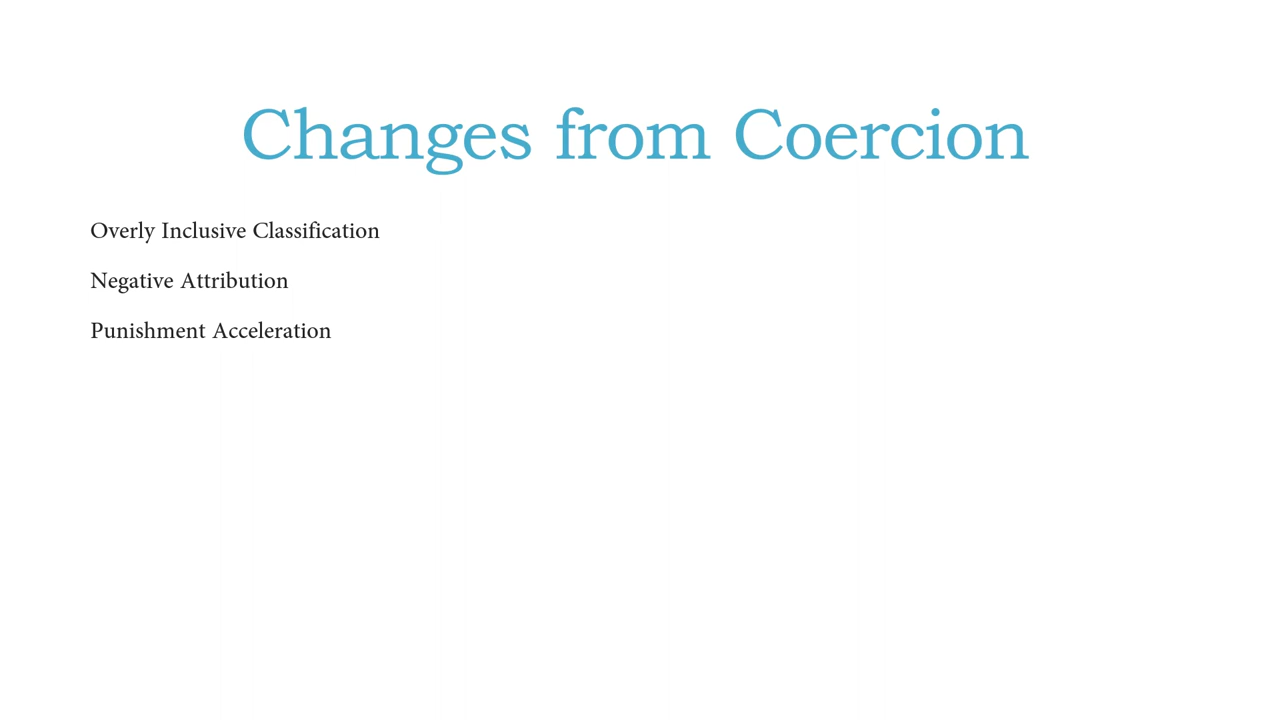 Changes from Coercion
Overly Inclusive Classification
Negative Attribution
Punishment Acceleration